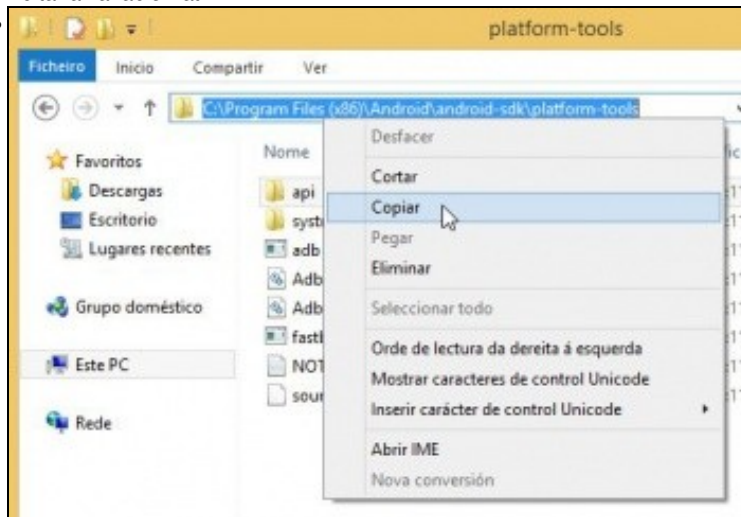 platform-tools
Ficheiro Inicio Compartir Ver
C:\Program Files (x86)\Android\android-sdk\platform-tools
Favoritos
Descargas
Escritorio
Lugares recentes
Grupo doméstico
Este PC
Rede
Nome
api
syst
adb
Adb
Adb
fastl
NOT
sour
Desfacer
Cortar
Copiar
Pegar
Eliminar
Seleccionar todo
Orde de lectura da dereita á esquerda
Mostrar caracteres de control Unicode
Inserir carácter de control Unicode
Abrir IME
Nova conversión